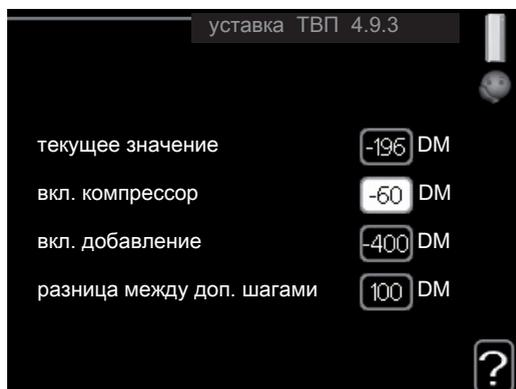 уставка ТВП 4.9.3
текущее значение -196 DM
вкл. компрессор -60 DM
вкл. добавление -400 DM
разница между доп. шагами 100 DM
?